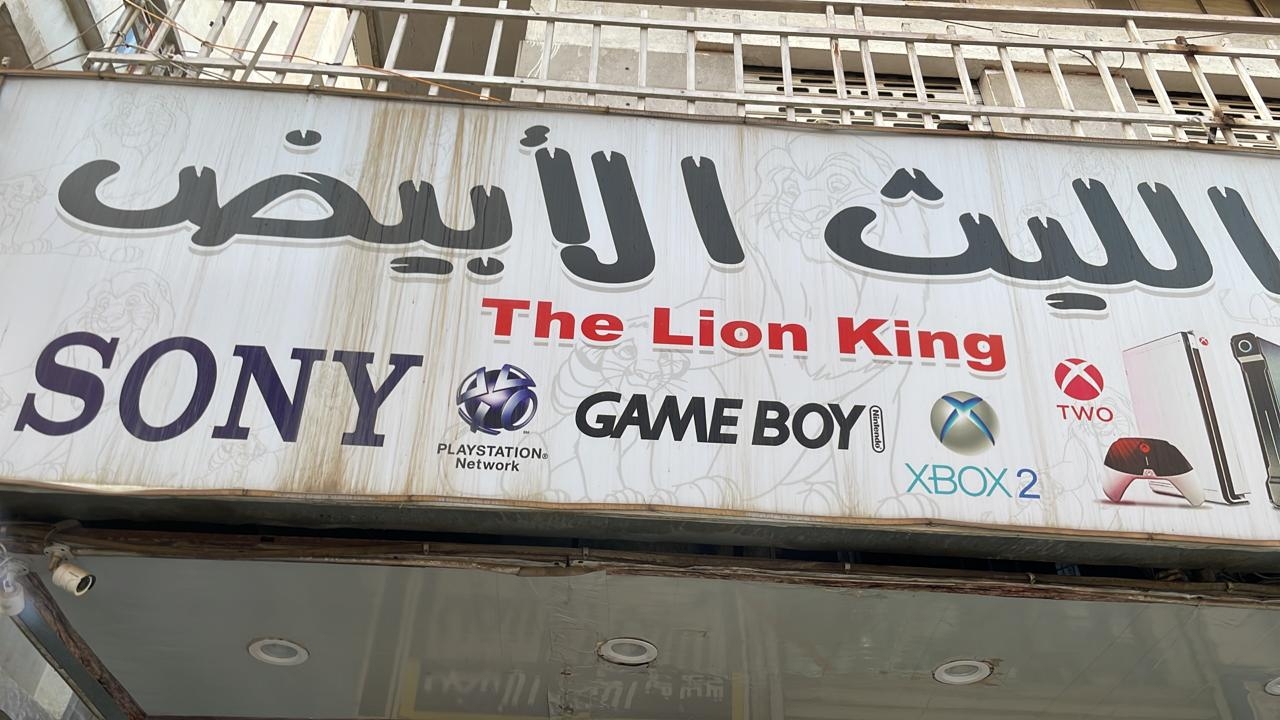 الليث الأبيض
The Lion King
SONY
PLAYSTATION®
Network
GAME BOY
Nintendo
XBOX 2
TWO